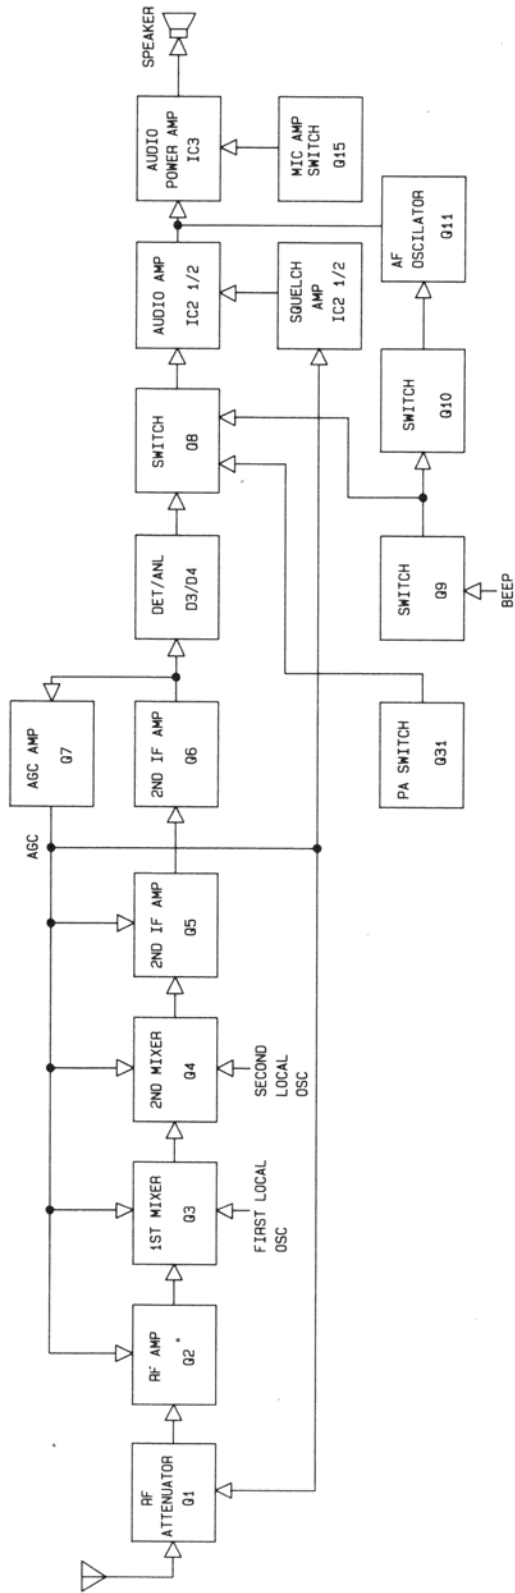 AGC
AGC AMP
Q7
RF
ATTENUATOR
Q1
RF AMP
Q2
1ST MIXER
Q3
2ND MIXER
Q4
2ND IF AMP
Q5
2ND IF AMP
Q6
DET/ANL
D3/D4
SWITCH
Q8
AUDIO AMP
IC2 1/2
AUDIO
POWER AMP
IC3
SPEAKER
FIRST LOCAL
OSC
SECOND
LOCAL
OSC
SQUELCH
AMP
IC2 1/2
MIC AMP
SWITCH
Q15
PA SWITCH
Q31
SWITCH
Q9
SWITCH
Q10
AF
OSCILATOR
Q11
BEEP